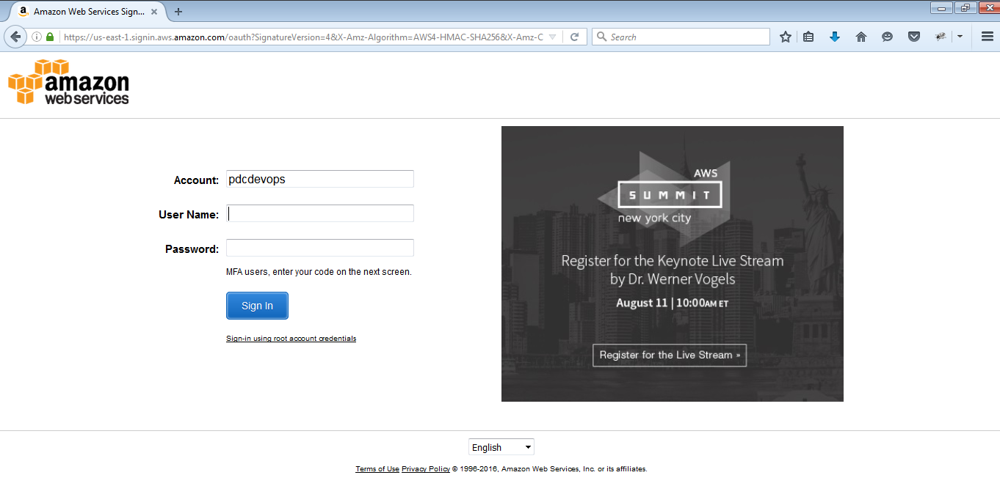 Amazon Web Services Sign...
https://us-east-1.signin.aws.amazon.com/oauth?SignatureVersion=4&X-Amz-Algorithm=AWS4-HMAC-SHA256&X-Amz-C
Search
amazon
web services
Account: pdcdevops
User Name:
Password:
MFA users, enter your code on the next screen.
Sign In
Sign-in using root account credentials
AWS
SUMMIT
new york city
Register for the Keynote Live Stream
by Dr. Werner Vogels
August 11 | 10:00AM ET
Register for the Live Stream »
English
Terms of Use Privacy Policy © 1996-2016, Amazon Web Services, Inc. or its affiliates.